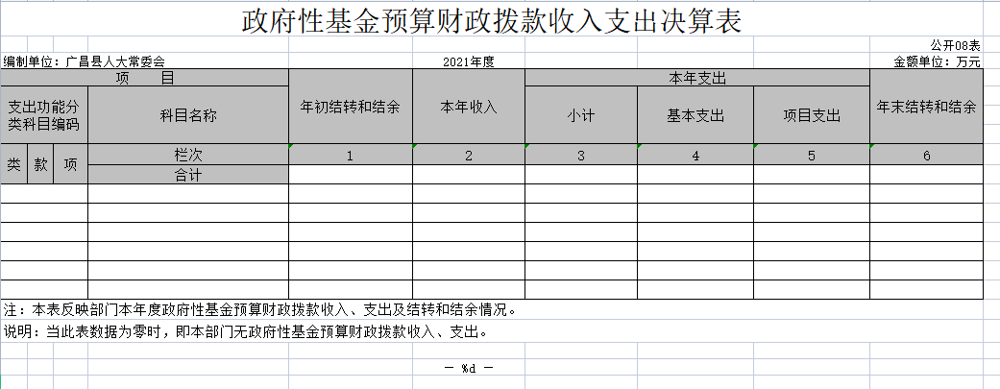 政府性基金预算财政拨款收入支出决算表
公开08表
编制单位：广昌县人大常委会 2021年度 金额单位：万元
项 目 年初结转和结余 本年收入 本年支出 年末结转和结余
支出功能分类科目编码 科目名称 小计 基本支出 项目支出
类 款 项 栏次 1 2 3 4 5 6
合计
注：本表反映部门本年度政府性基金预算财政拨款收入、支出及结转和结余情况。
说明：当此表数据为零时，即本部门无政府性基金预算财政拨款收入、支出。
— %d —